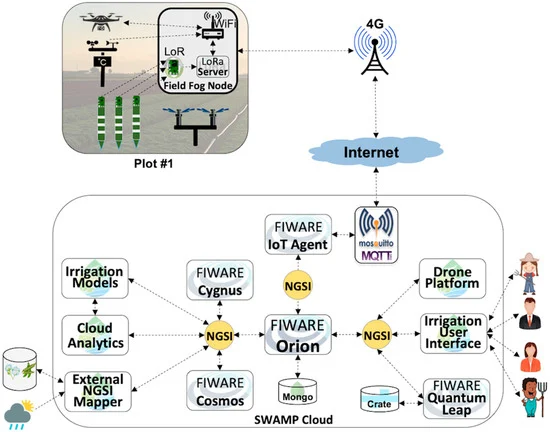 WiFi
4G
LoR
LoRa
Server
°C
Field Fog Node
Plot #1
Internet
FIWARE
IoT Agent
mosquitto
MQTT
Irrigation
Models
FIWARE
Cygnus
NGSI
Drone
Platform
Cloud
Analytics
NGSI
FIWARE
Orion
NGSI
Irrigation
User
Interface
External
NGSI
Mapper
FIWARE
Cosmos
Mongo
Crate
FIWARE
Quantum
Leap
SWAMP Cloud